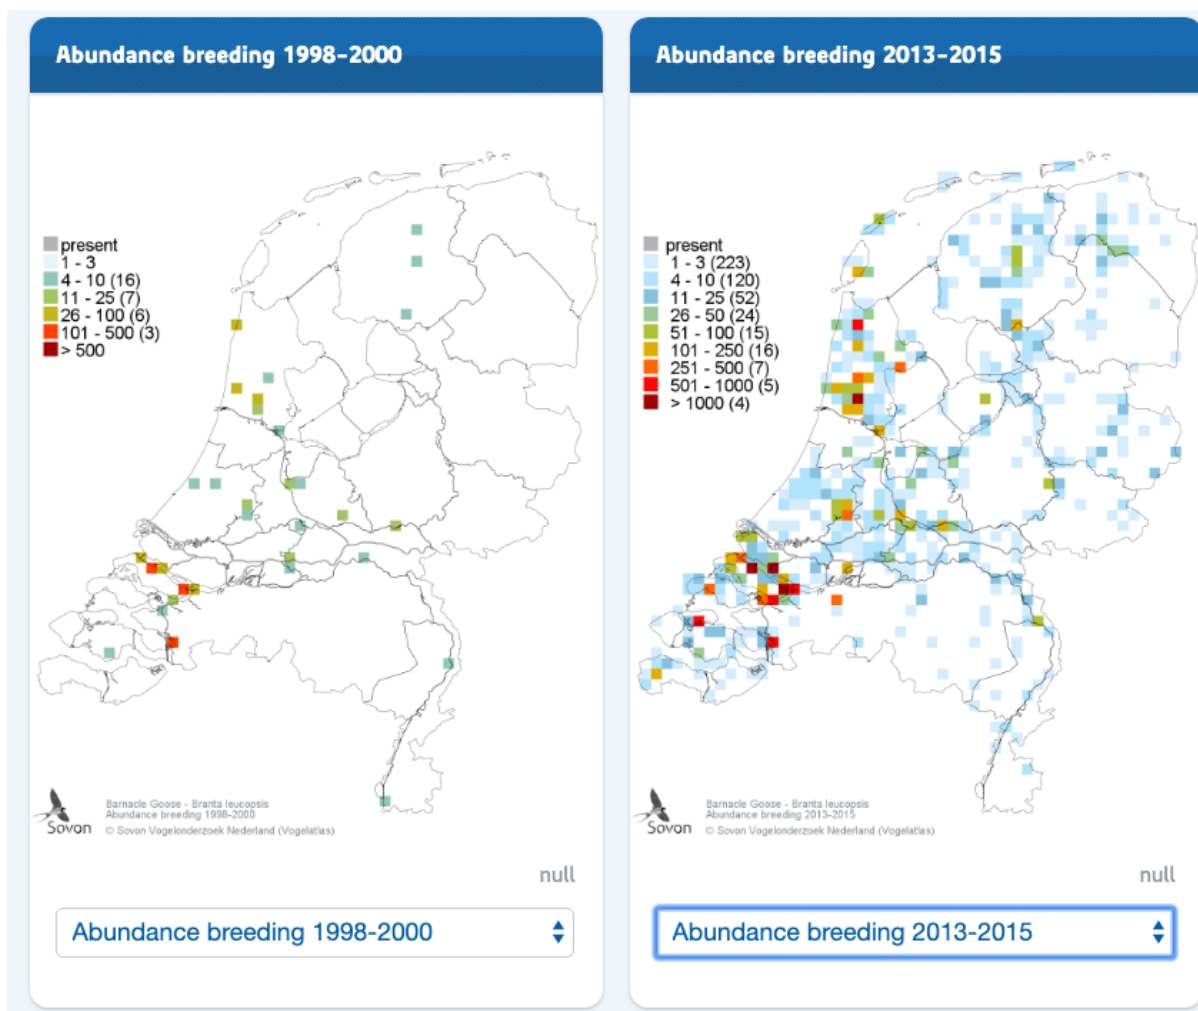 Abundance breeding 1998-2000
present
1 - 3
4 - 10 (16)
11 - 25 (7)
26 - 100 (6)
101 - 500 (3)
> 500
Barnacle Goose - Branta leucopsis
Abundance breeding 1998-2000
Sovon © Sovon Vogelonderzoek Nederland (Vogelatlas)
null
Abundance breeding 1998-2000
Abundance breeding 2013-2015
present
1 - 3 (223)
4 - 10 (120)
11 - 25 (52)
26 - 50 (24)
51 - 100 (15)
101 - 250 (16)
251 - 500 (7)
501 - 1000 (5)
> 1000 (4)
Barnacle Goose - Branta leucopsis
Abundance breeding 2013-2015
Sovon © Sovon Vogelonderzoek Nederland (Vogelatlas)
null
Abundance breeding 2013-2015